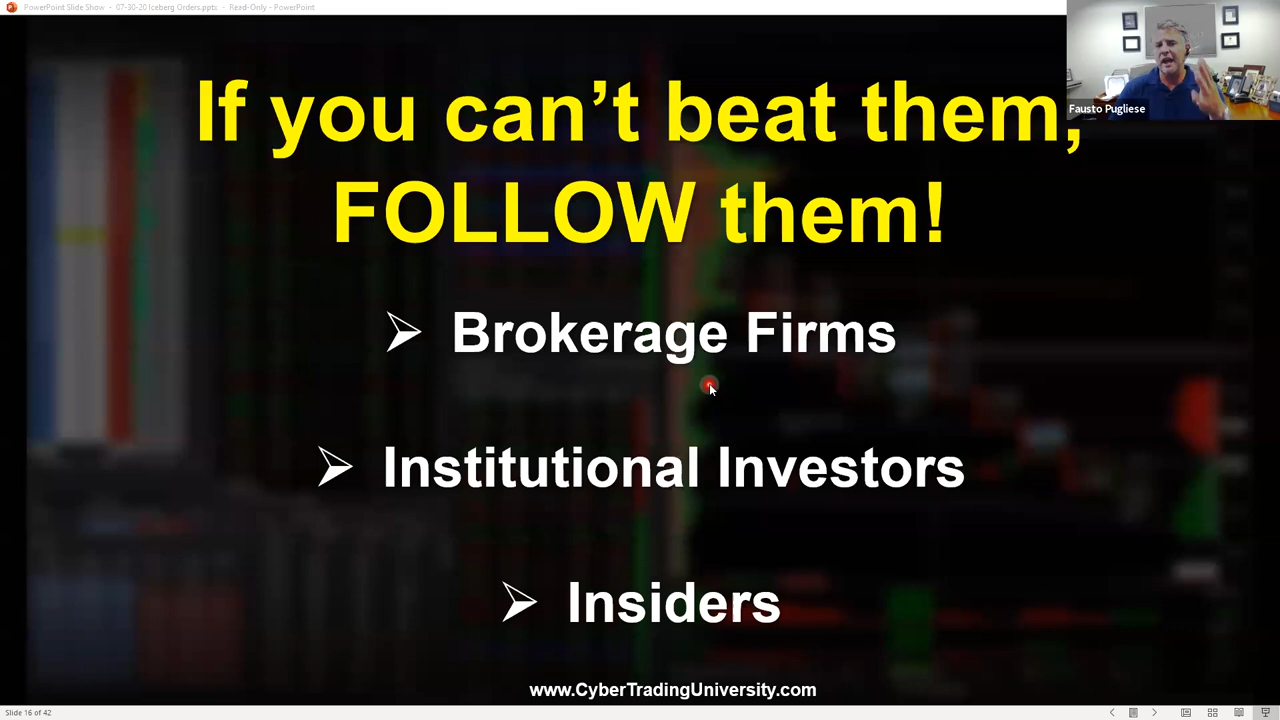 PowerPoint Slide Show - 07-30-20 Iceberg Orders.pptx - Read-Only - PowerPoint
Fausto Pugliese
If you can’t beat them,
FOLLOW them!
Brokerage Firms
Institutional Investors
Insiders
www.CyberTradingUniversity.com
Slide 16 of 42